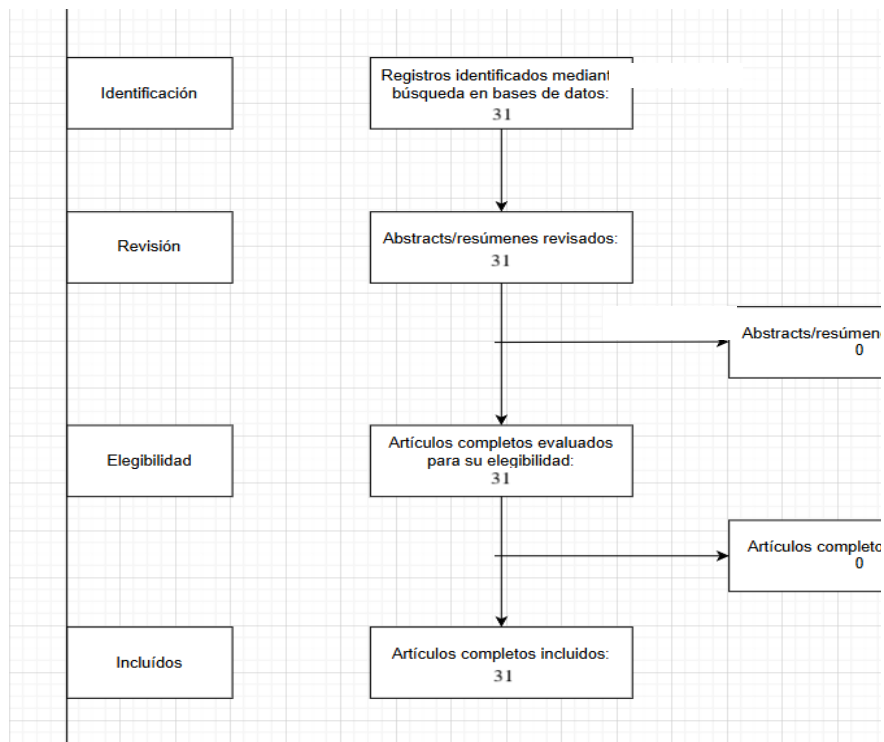 Identificación
Registros identificados mediant
búsqueda en bases de datos:
31
Revisión
Abstracts/resúmenes revisados:
31
Abstracts/resúmene
0
Elegibilidad
Artículos completos evaluados
para su elegibilidad:
31
Artículos completo
0
Incluídos
Artículos completos incluidos:
31